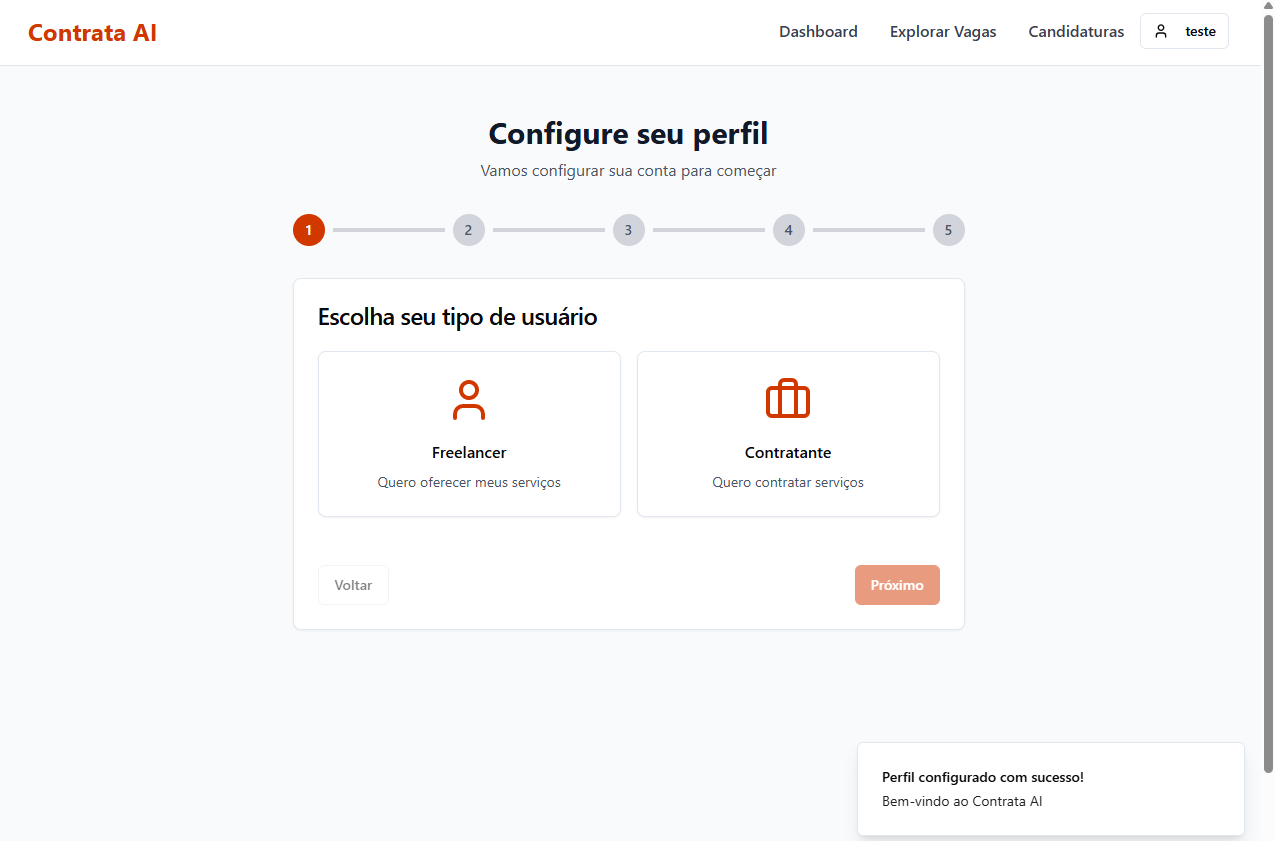 Contrata AI
Dashboard
Explorar Vagas
Candidaturas
teste
Configure seu perfil
Vamos configurar sua conta para começar
1
2
3
4
5
Escolha seu tipo de usuário
Freelancer
Quero oferecer meus serviços
Contratante
Quero contratar serviços
Voltar
Próximo
Perfil configurado com sucesso!
Bem-vindo ao Contrata AI